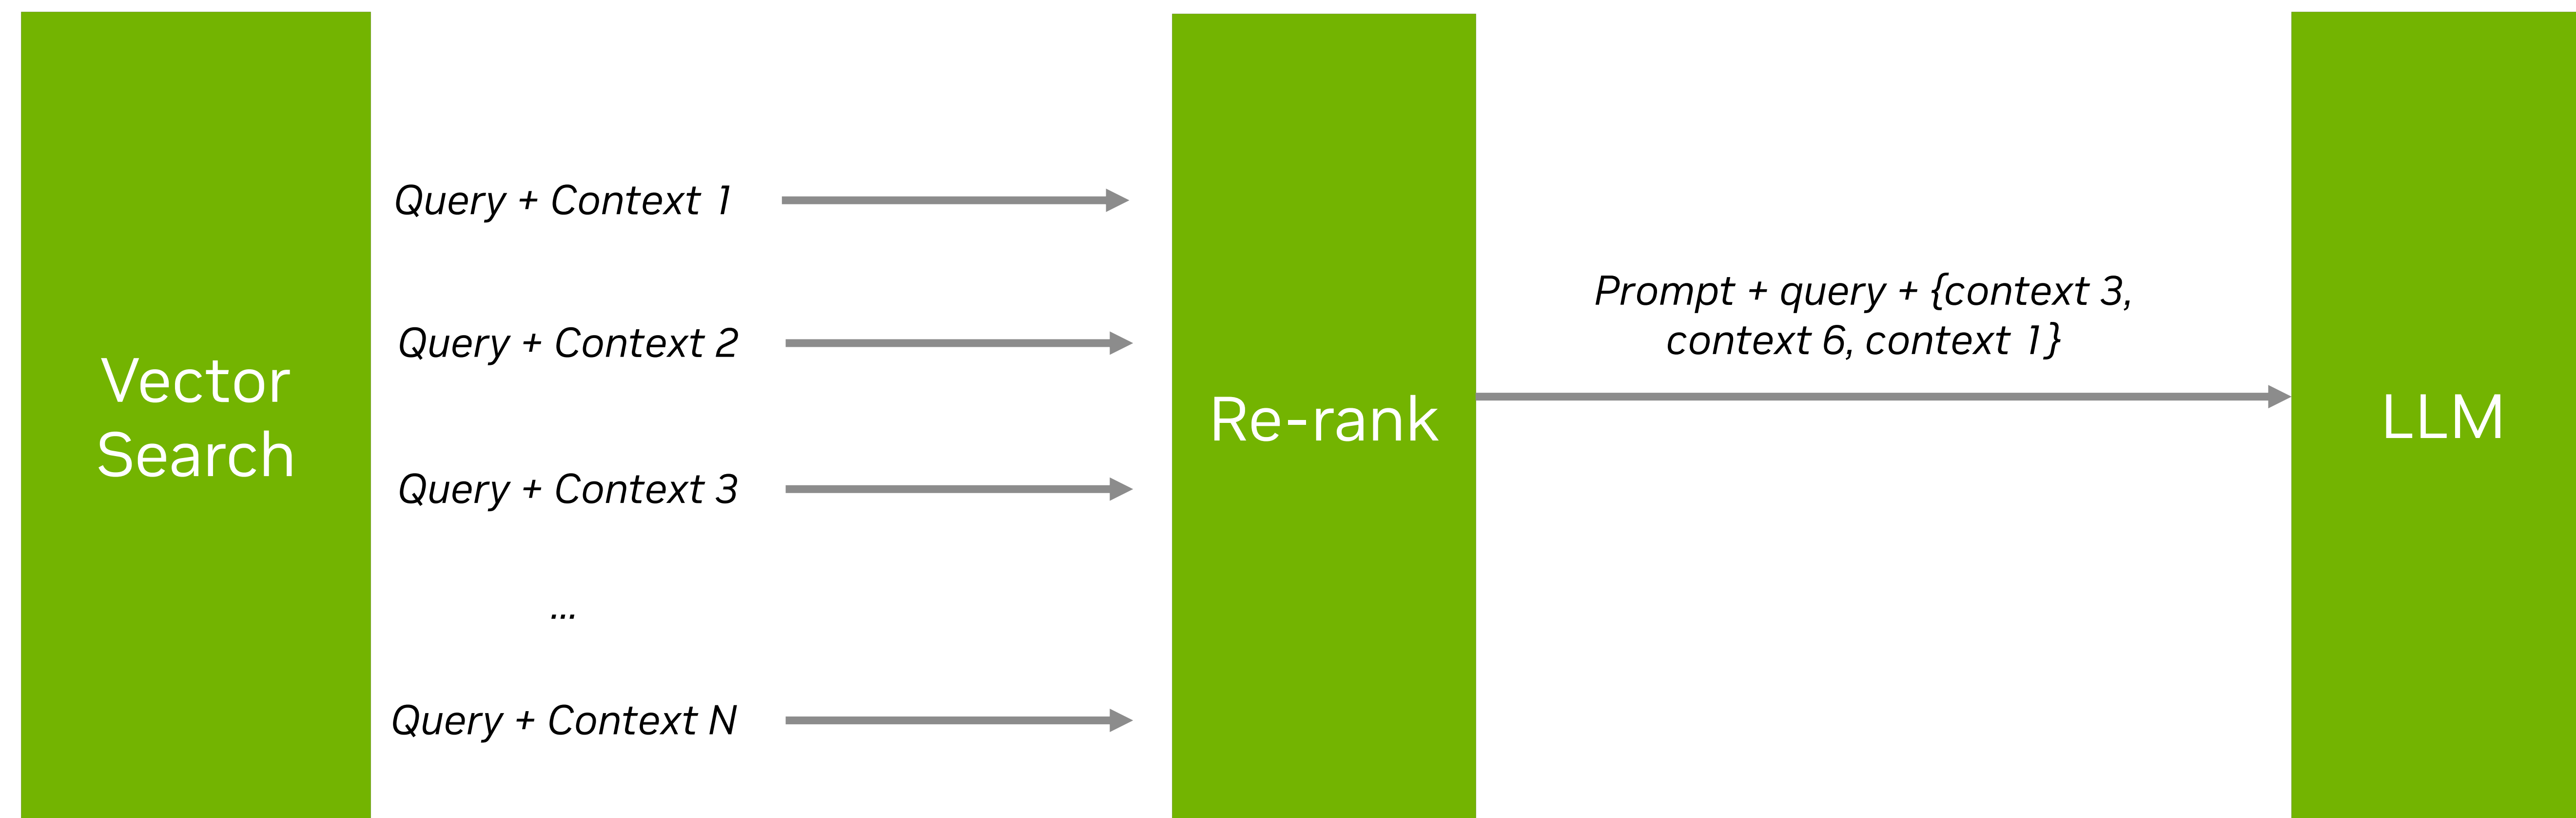 Vector
Search
Query + Context 1
Query + Context 2
Query + Context 3
...
Query + Context N
Re-rank
Prompt + query + {context 3,
context 6, context 1}
LLM